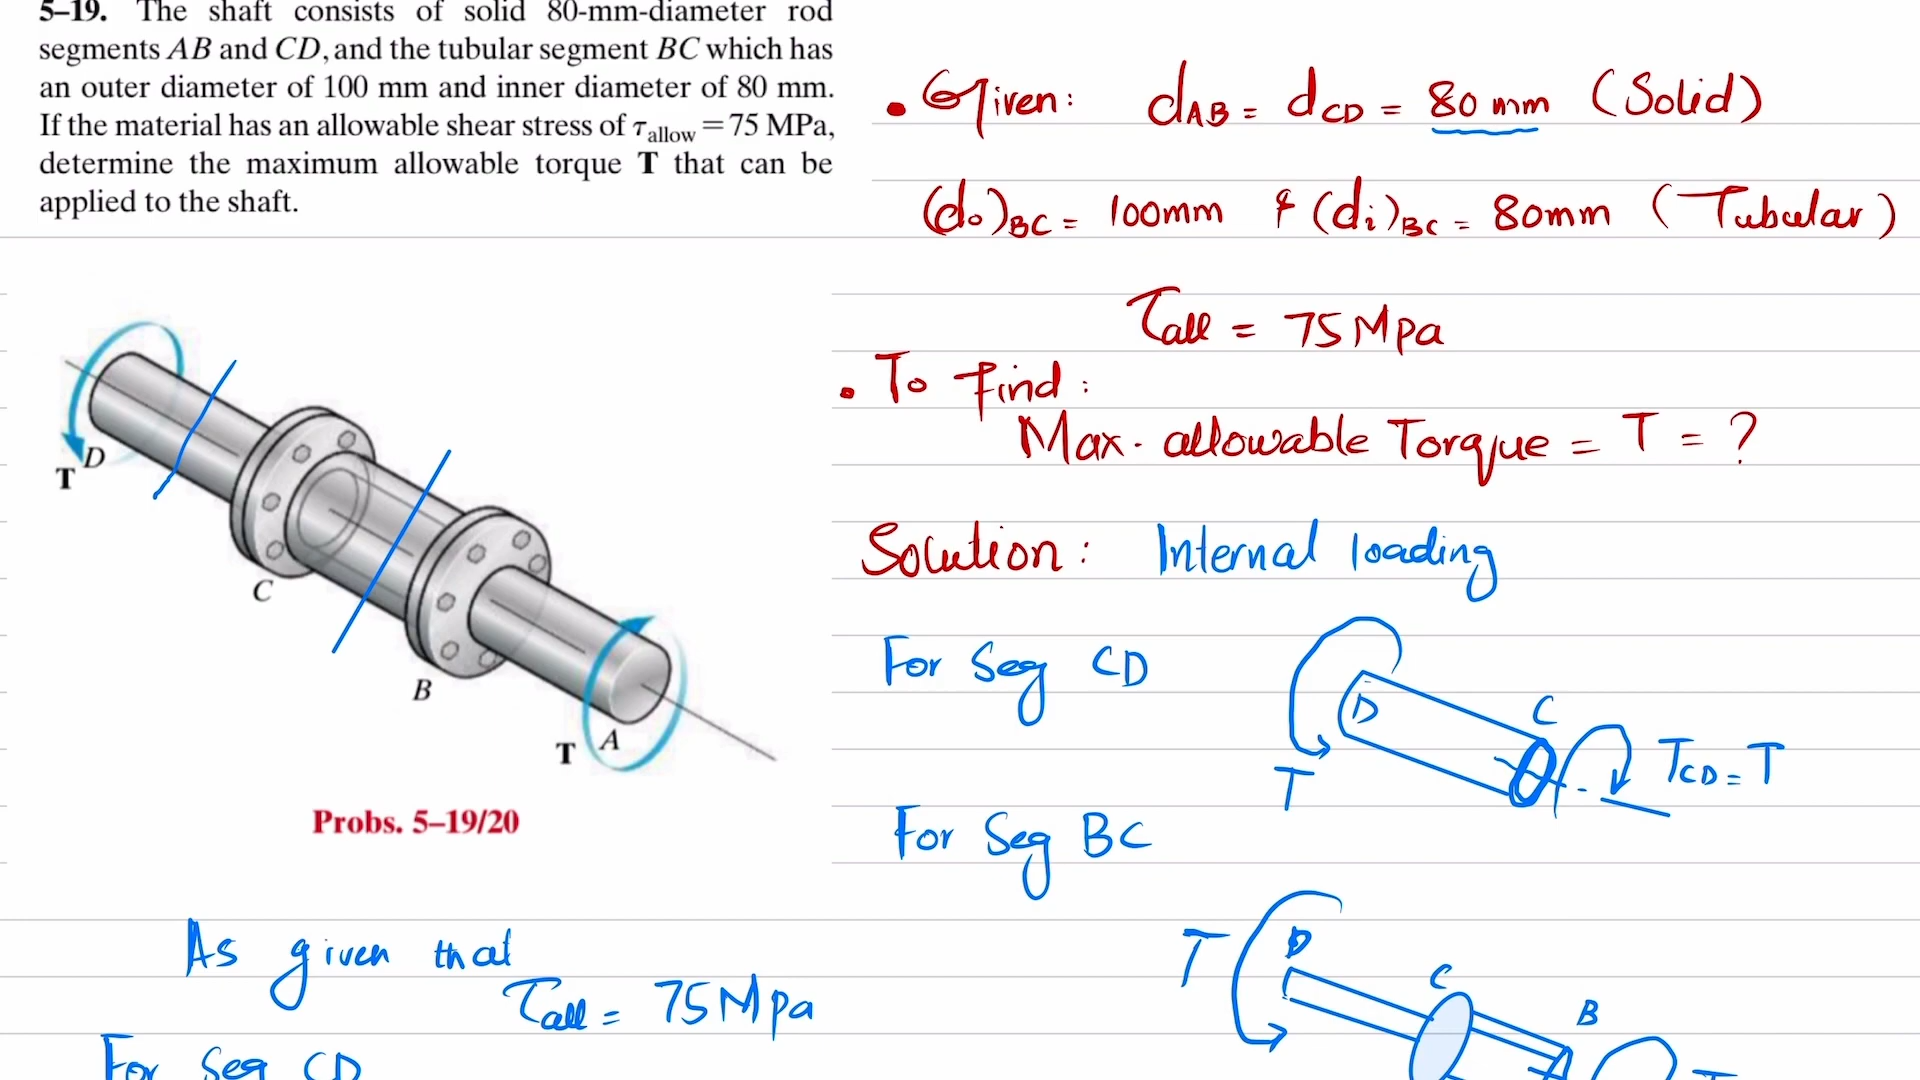 5–19. The shaft consists of solid 80-mm-diameter rod
segments AB and CD, and the tubular segment BC which has
an outer diameter of 100 mm and inner diameter of 80 mm.
If the material has an allowable shear stress of τallow = 75 MPa,
determine the maximum allowable torque T that can be
applied to the shaft.
D
T
C
B
T
A
Probs. 5–19/20
• Given: dAB = dCD = 80 mm (Solid)
(do)BC = 100mm & (di)BC = 80mm (Tubular)
τall = 75 Mpa
• To find:
Max. allowable Torque = T = ?
Solution: Internal loading
For Seg CD
D
C
T
TCD = T
For Seg BC
T
D
C
B
As given that
τall = 75 Mpa
For Seg CD